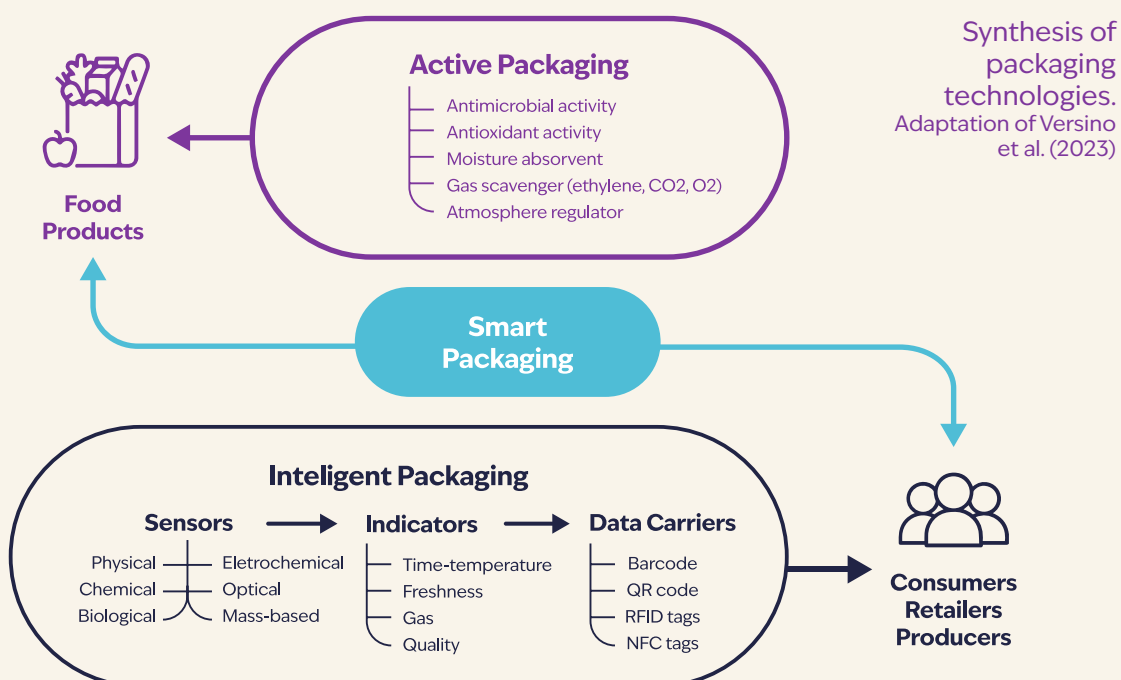 Synthesis of
packaging
technologies.
Adaptation of Versino
et al. (2023)
Active Packaging
Antimicrobial activity
Antioxidant activity
Moisture absorvent
Gas scavenger (ethylene, CO2, O2)
Atmosphere regulator
Food
Products
Smart
Packaging
Inteligent Packaging
Sensors
Physical
Chemical
Biological
Eletrochemical
Optical
Mass-based
Indicators
Time-temperature
Freshness
Gas
Quality
Data Carriers
Barcode
QR code
RFID tags
NFC tags
Consumers
Retailers
Producers